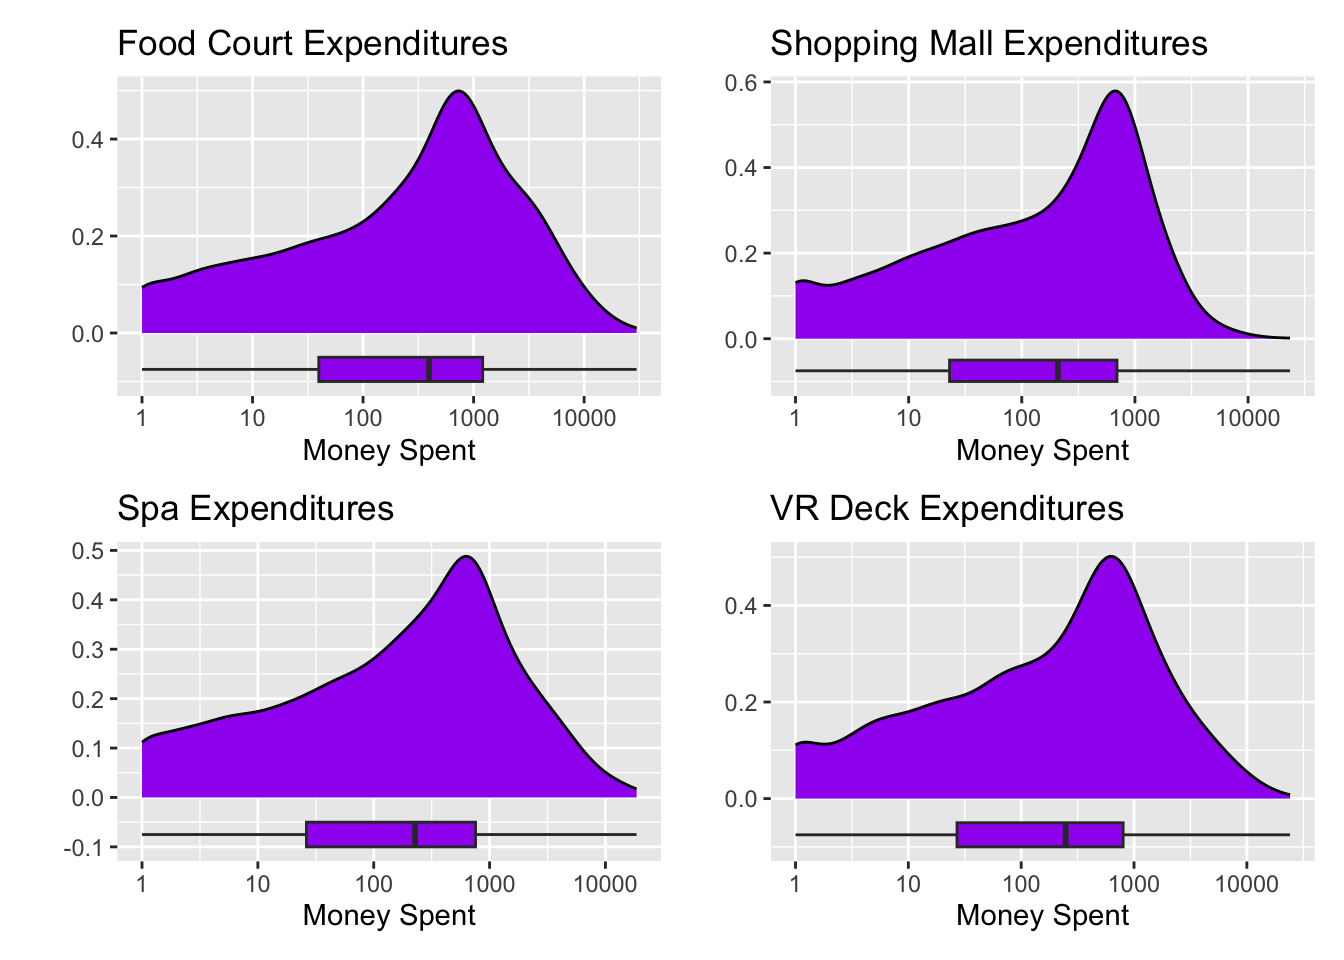 Food Court Expenditures
0.4
0.2
0.0
1 10 100 1000 10000
Money Spent
Shopping Mall Expenditures
0.6
0.4
0.2
0.0
1 10 100 1000 10000
Money Spent
Spa Expenditures
0.5
0.4
0.3
0.2
0.1
0.0
-0.1
1 10 100 1000 10000
Money Spent
VR Deck Expenditures
0.4
0.2
0.0
1 10 100 1000 10000
Money Spent